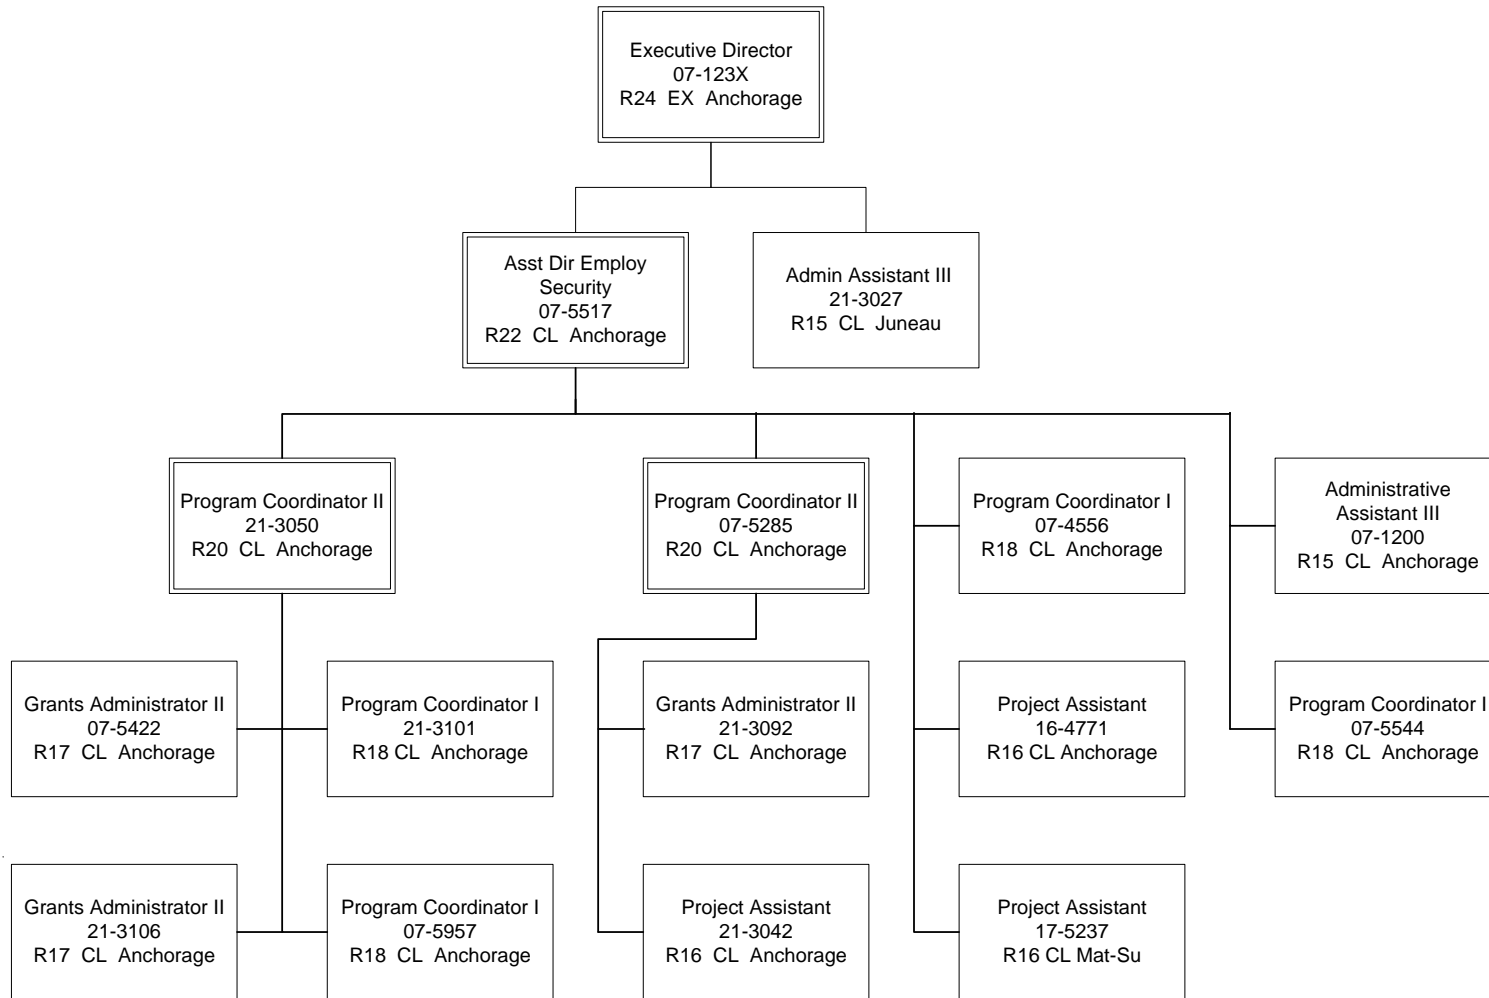 Executive Director
07-123X
R24 EX Anchorage
Asst Dir Employ
Security
07-5517
R22 CL Anchorage
Admin Assistant III
21-3027
R15 CL Juneau
Program Coordinator II
21-3050
R20 CL Anchorage
Program Coordinator II
07-5285
R20 CL Anchorage
Program Coordinator I
07-4556
R18 CL Anchorage
Administrative
Assistant III
07-1200
R15 CL Anchorage
Grants Administrator II
07-5422
R17 CL Anchorage
Program Coordinator I
21-3101
R18 CL Anchorage
Grants Administrator II
21-3092
R17 CL Anchorage
Project Assistant
16-4771
R16 CL Anchorage
Program Coordinator I
07-5544
R18 CL Anchorage
Grants Administrator II
21-3106
R17 CL Anchorage
Program Coordinator I
07-5957
R18 CL Anchorage
Project Assistant
21-3042
R16 CL Anchorage
Project Assistant
17-5237
R16 CL Mat-Su